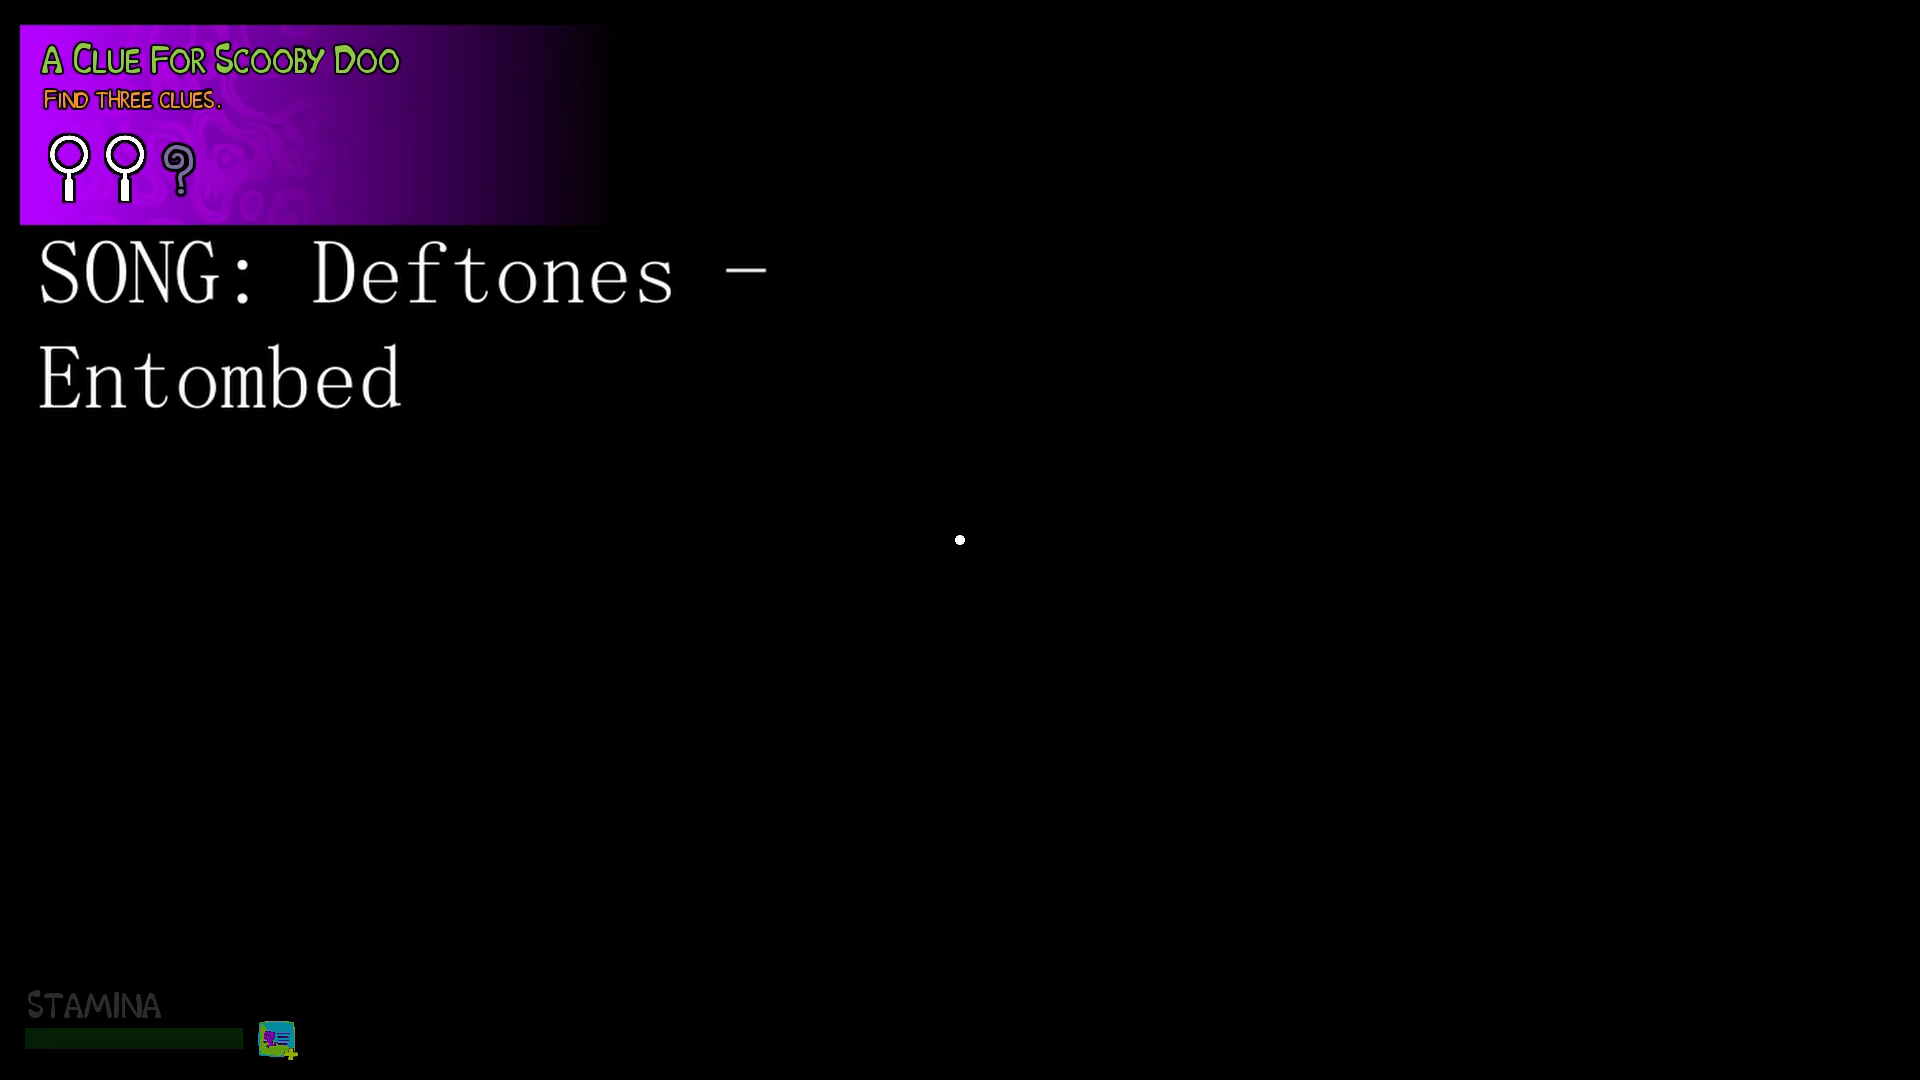 A Clue For Scooby Doo
Find three clues.
?
SONG: Deftones -
Entombed
STAMINA